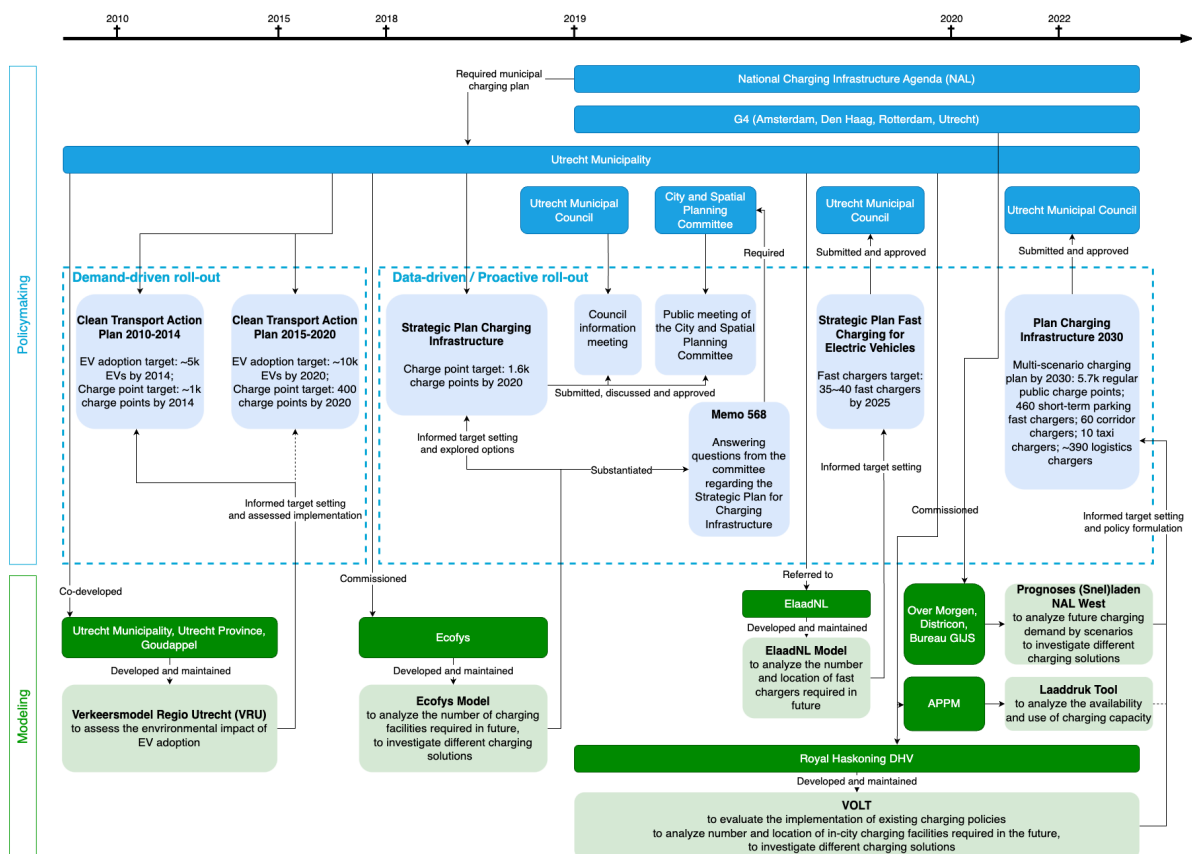 2010
2015
2018
2019
2020
2022
Policymaking
Modeling
Required municipal
charging plan
National Charging Infrastructure Agenda (NAL)
G4 (Amsterdam, Den Haag, Rotterdam, Utrecht)
Utrecht Municipality
Utrecht Municipal
Council
City and Spatial
Planning
Committee
Utrecht Municipal
Council
Utrecht Municipal Council
Required
Submitted and approved
Submitted and approved
Demand-driven roll-out
Data-driven / Proactive roll-out
Clean Transport Action
Plan 2010-2014
EV adoption target: ~5k
EVs by 2014;
Charge point target: ~1k
charge points by 2014
Clean Transport Action
Plan 2015-2020
EV adoption target: ~10k
EVs by 2020;
Charge point target: 400
charge points by 2020
Strategic Plan Charging
Infrastructure
Charge point target: 1.6k
charge points by 2020
Council
information
meeting
Public meeting of
the City and Spatial
Planning
Committee
Submitted, discussed and approved
Strategic Plan Fast
Charging for
Electric Vehicles
Fast chargers target:
35~40 fast chargers
by 2025
Plan Charging
Infrastructure 2030
Multi-scenario charging
plan by 2030: 5.7k regular
public charge points;
460 short-term parking
fast chargers; 60 corridor
chargers; 10 taxi
chargers; ~390 logistics
chargers
Memo 568
Answering
questions from the
committee
regarding the
Strategic Plan for
Charging
Infrastructure
Informed target setting
and explored options
Substantiated
Informed target setting
Informed target setting
and assessed implementation
Commissioned
Informed target setting
and policy formulation
Co-developed
Commissioned
Referred to
Utrecht Municipality, Utrecht Province,
Goudappel
Developed and maintained
Verkeersmodel Regio Utrecht (VRU)
to assess the envrironmental impact of
EV adoption
Ecofys
Developed and maintained
Ecofys Model
to analyze the number of charging
facilities required in future,
to investigate different charging
solutions
ElaadNL
Developed and maintained
ElaadNL Model
to analyze the number
and location of fast
chargers required in
future
Over Morgen,
Districon,
Bureau GIJS
Prognoses (Snel)laden
NAL West
to analyze future charging
demand by scenarios
to investigate different
charging solutions
APPM
Laaddruk Tool
to analyze the availability
and use of charging capacity
Royal Haskoning DHV
Developed and maintained
VOLT
to evaluate the implementation of existing charging policies
to analyze number and location of in-city charging facilities required in the future,
to investigate different charging solutions